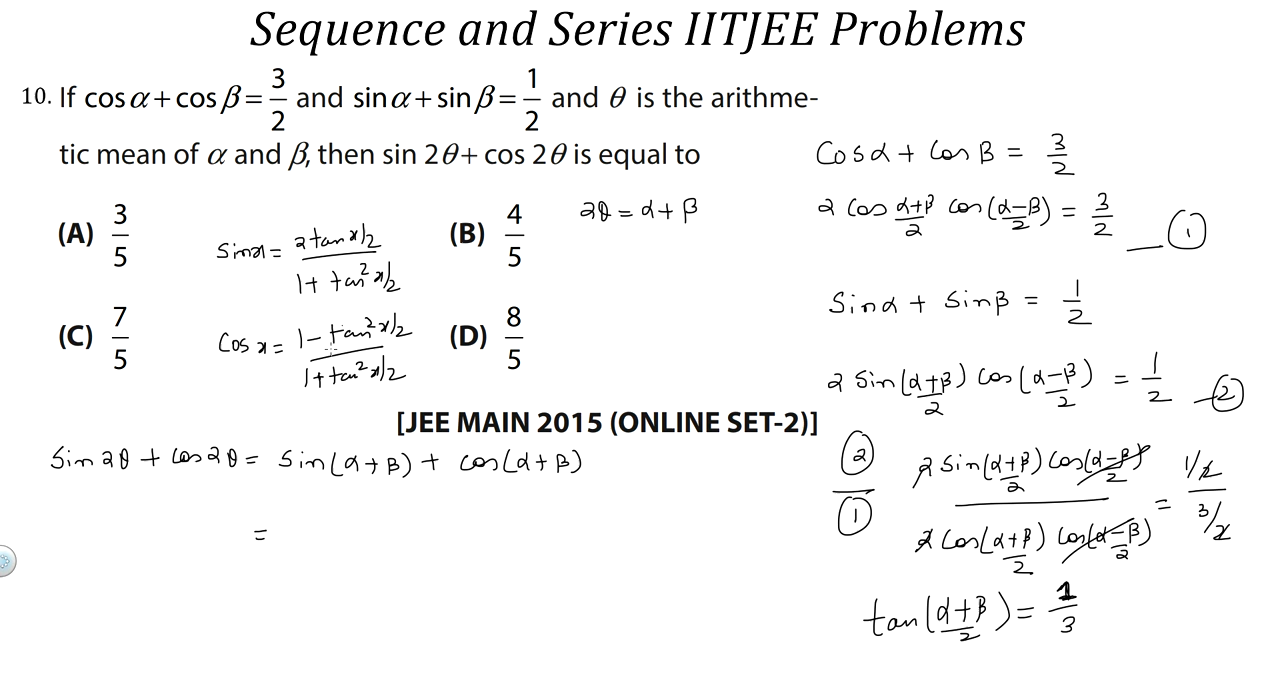 Sequence and Series IITJEE Problems
10. If cos α + cos β = 3/2 and sin α + sin β = 1/2 and θ is the arithme-
tic mean of α and β, then sin 2θ + cos 2θ is equal to
(A) 3/5
(B) 4/5
(C) 7/5
(D) 8/5
[JEE MAIN 2015 (ONLINE SET-2)]
2θ = α + β
Sinx = 2 tan x/2 / 1 + tan² x/2
Cos x = 1 - tan² x/2 / 1 + tan² x/2
Sin 2θ + Cos 2θ = Sin(α + β) + Cos(α + β)
=
Cosα + Cos β = 3/2
2 Cos α+β/2 Cos (α-β/2) = 3/2 — ①
Sinα + Sinβ = 1/2
2 Sin(α+β/2) Cos(α-β/2) = 1/2 — ②
②/① 2 Sin(α+β/2) Cos(α-β/2) / 2 Cos(α+β/2) Cos(α-β/2) = 1/2 / 3/2
tan(α+β/2) = 1/3